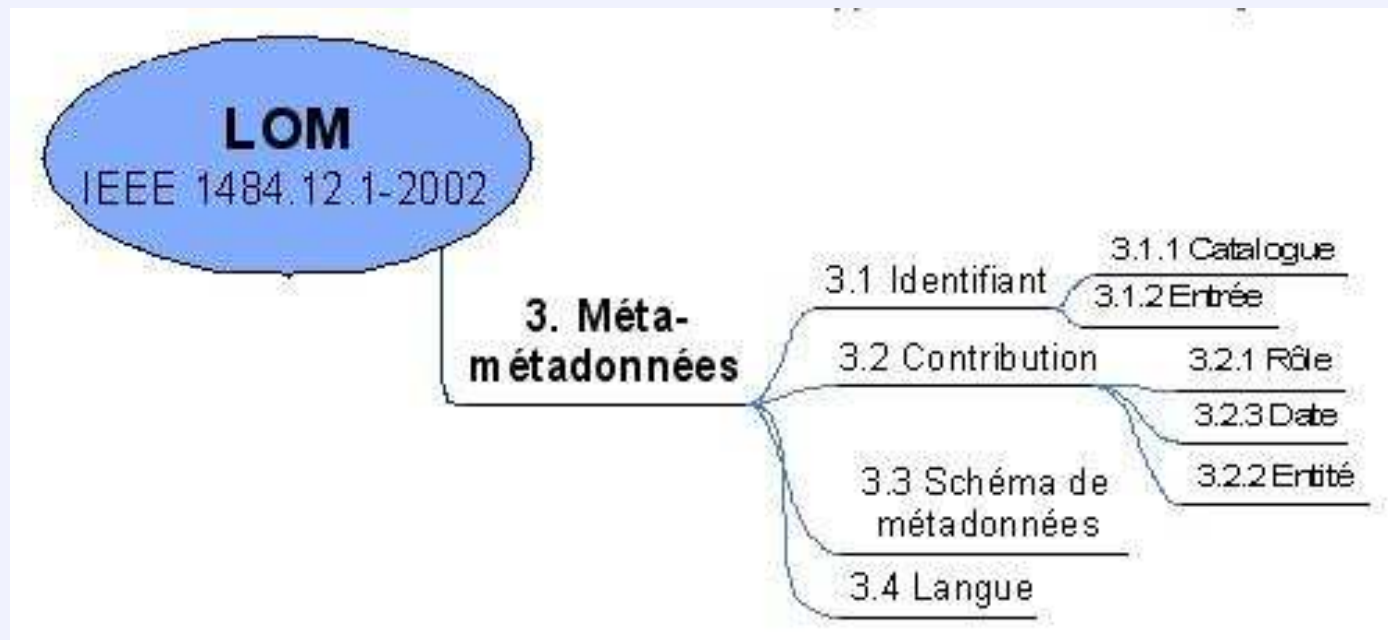 LOM
IEEE 1484.12.1-2002
3. Méta-
métadonnées
3.1 Identifiant
3.1.1 Catalogue
3.1.2 Entrée
3.2 Contribution
3.2.1 Rôle
3.2.3 Date
3.2.2 Entité
3.3 Schéma de
métadonnées
3.4 Langue